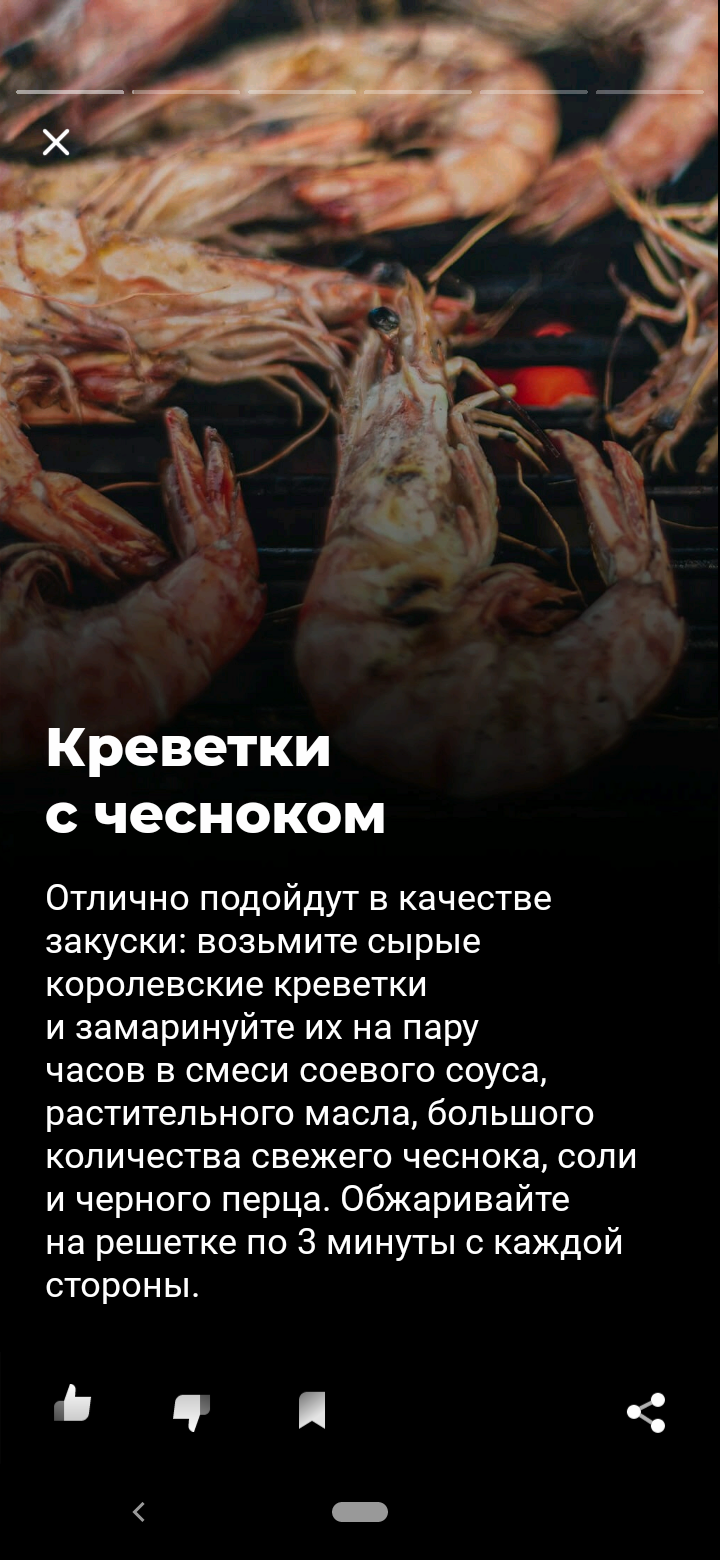 Креветки
с чесноком
Отлично подойдут в качестве
закуски: возьмите сырые
королевские креветки
и замаринуйте их на пару
часов в смеси соевого соуса,
растительного масла, большого
количества свежего чеснока, соли
и черного перца. Обжаривайте
на решетке по 3 минуты с каждой
стороны.